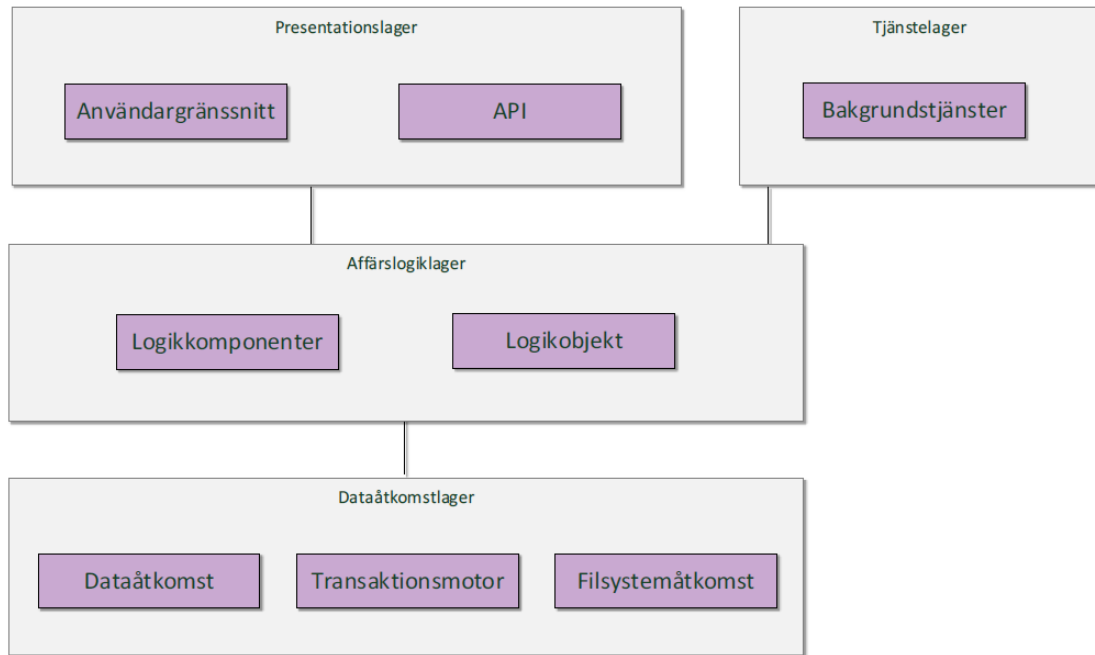 Presentationslager
Användargränssnitt
API
Tjänstelager
Bakgrundstjänster
Affärslogiklager
Logikkomponenter
Logikobjekt
Dataåtkomstlager
Dataåtkomst
Transaktionsmotor
Filsystemåtkomst